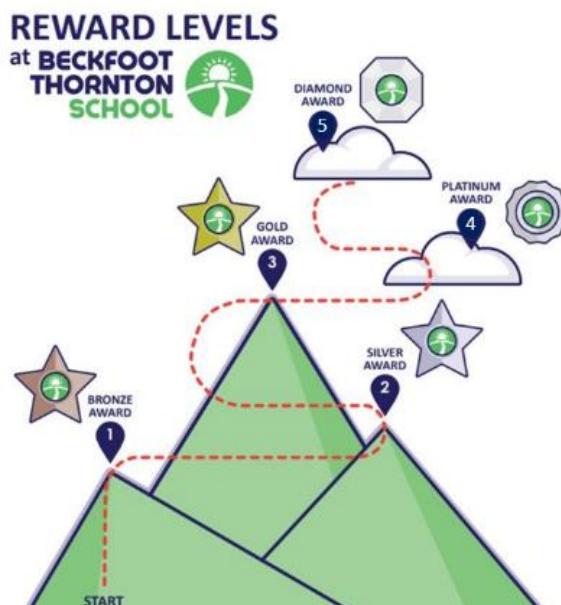 REWARD LEVELS
at BECKFOOT
THORNTON
SCHOOL
DIAMOND
AWARD
5
PLATINUM
AWARD
4
GOLD
AWARD
3
SILVER
AWARD
2
BRONZE
AWARD
1
START